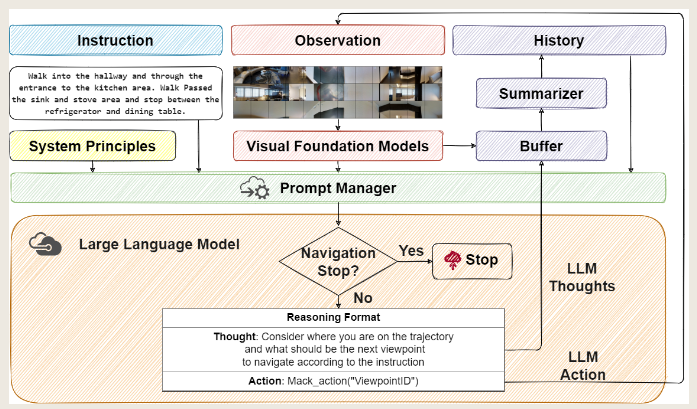 Instruction
Observation
History
Walk into the hallway and through the
entrance to the kitchen area. Walk Passed
the sink and stove area and stop between the
refrigerator and dining table.
Summarizer
System Principles
Visual Foundation Models
Buffer
Prompt Manager
Large Language Model
Navigation
Stop?
Yes
Stop
No
LLM
Thoughts
Reasoning Format
Thought: Consider where you are on the trajectory
and what should be the next viewpoint
to navigate according to the instruction
Action: Mack_action("ViewpointID")
LLM
Action